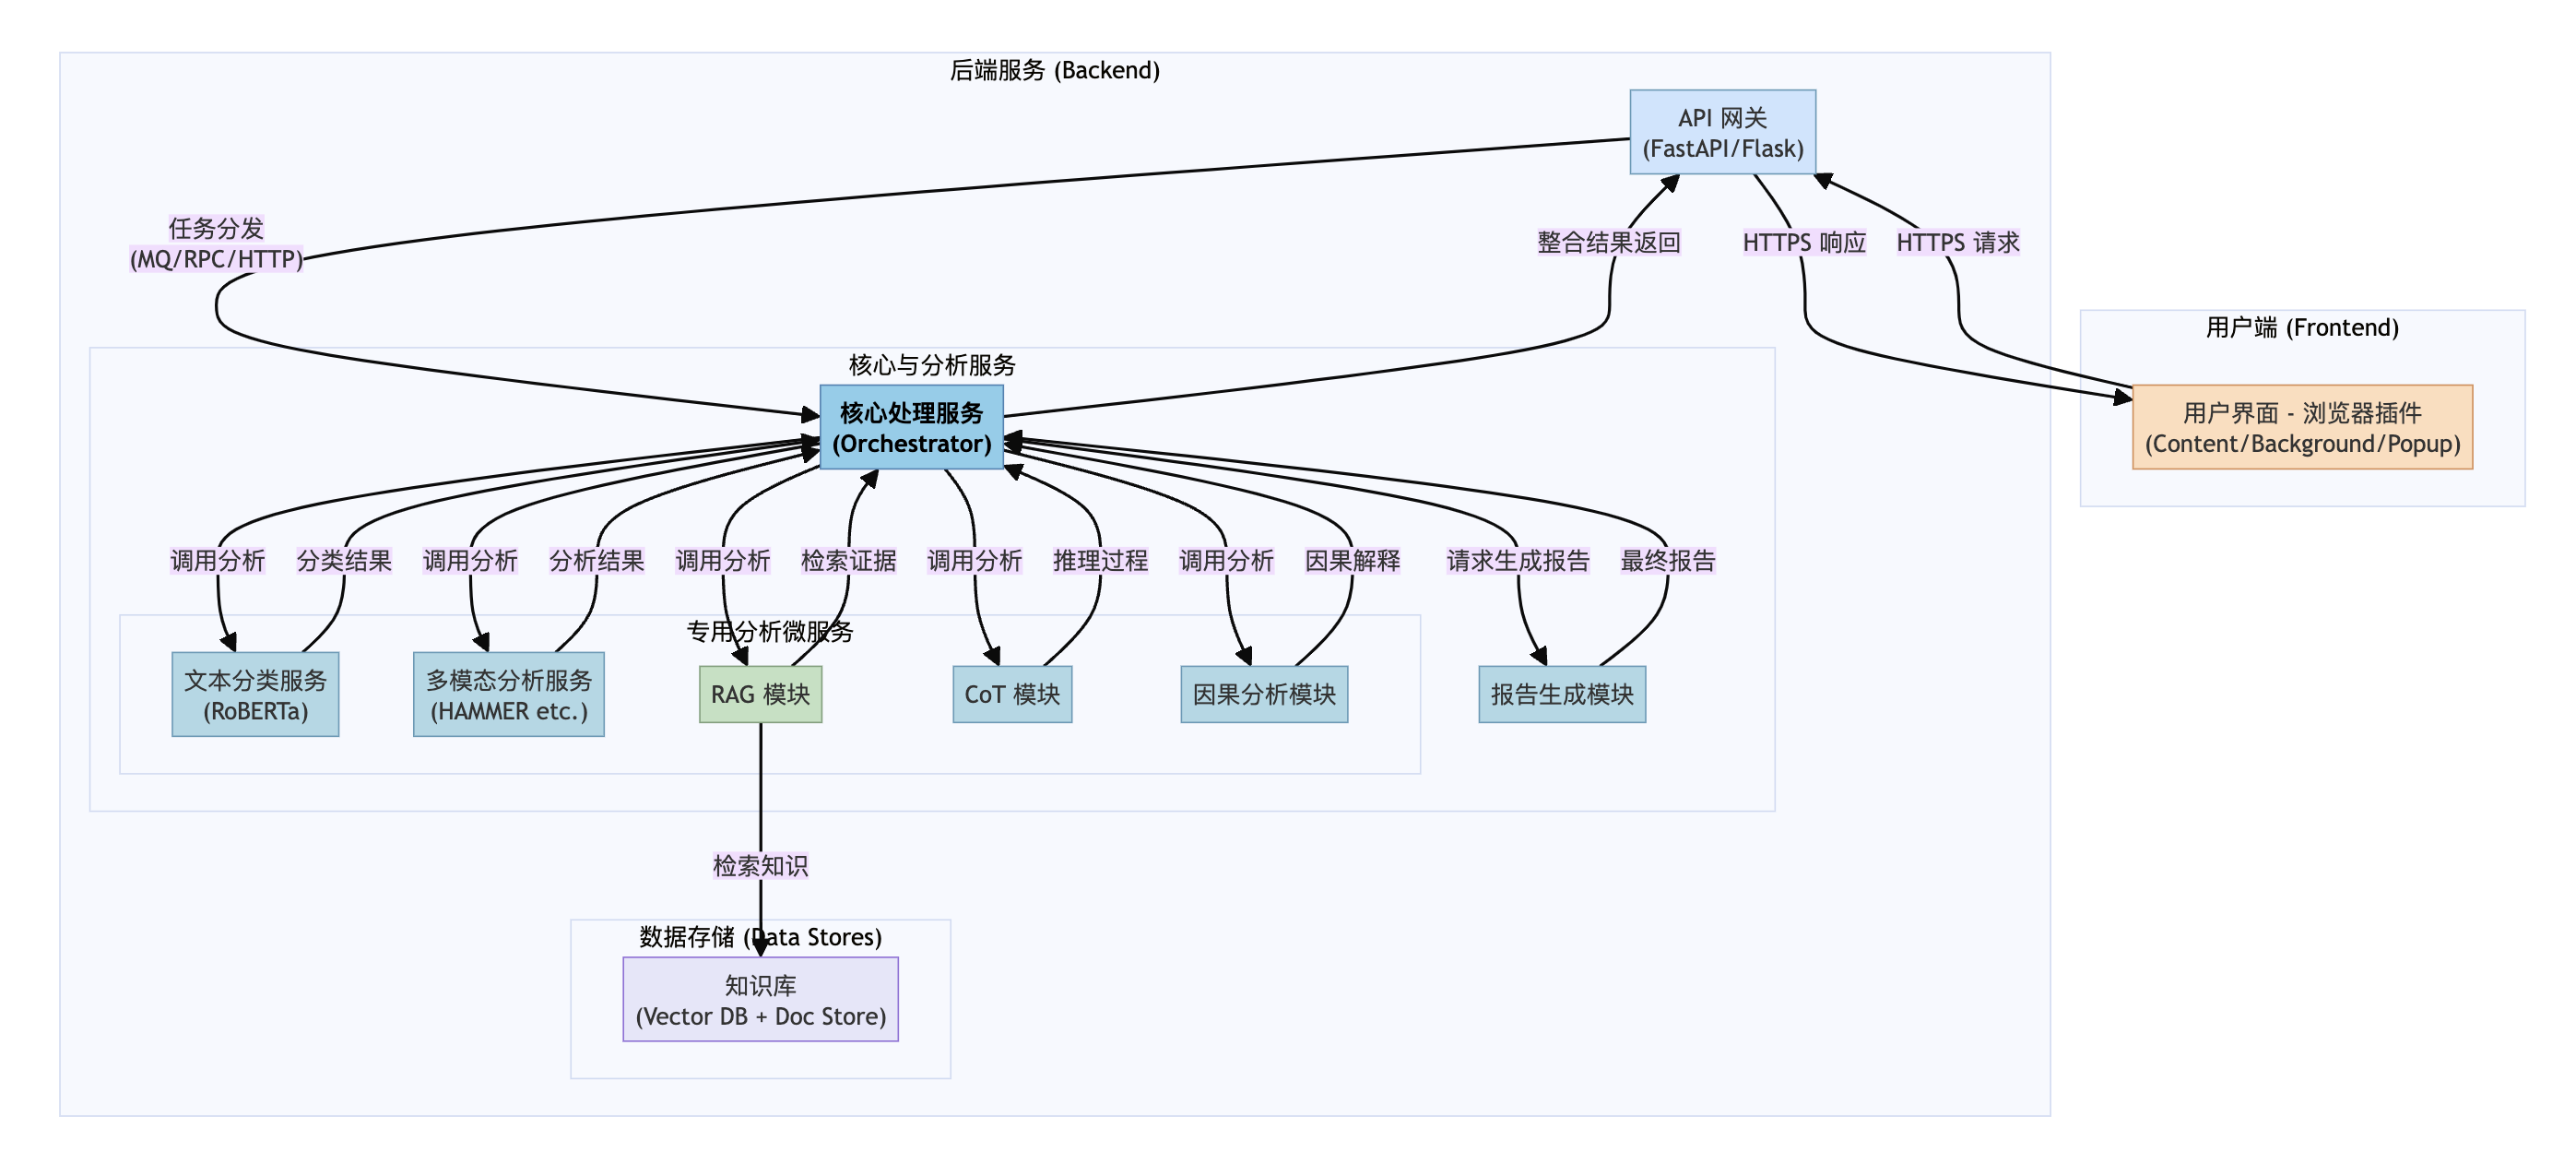 后端服务 (Backend)
API 网关
(FastAPI/Flask)
任务分发
(MQ/RPC/HTTP)
整合结果返回
HTTPS 响应
HTTPS 请求
用户端 (Frontend)
用户界面 - 浏览器插件
(Content/Background/Popup)
核心与分析服务
核心处理服务
(Orchestrator)
调用分析
分类结果
调用分析
分析结果
调用分析
检索证据
调用分析
推理过程
调用分析
因果解释
请求生成报告
最终报告
专用分析微服务
文本分类服务
(RoBERTa)
多模态分析服务
(HAMMER etc.)
RAG 模块
CoT 模块
因果分析模块
报告生成模块
检索知识
数据存储 (Data Stores)
知识库
(Vector DB + Doc Store)